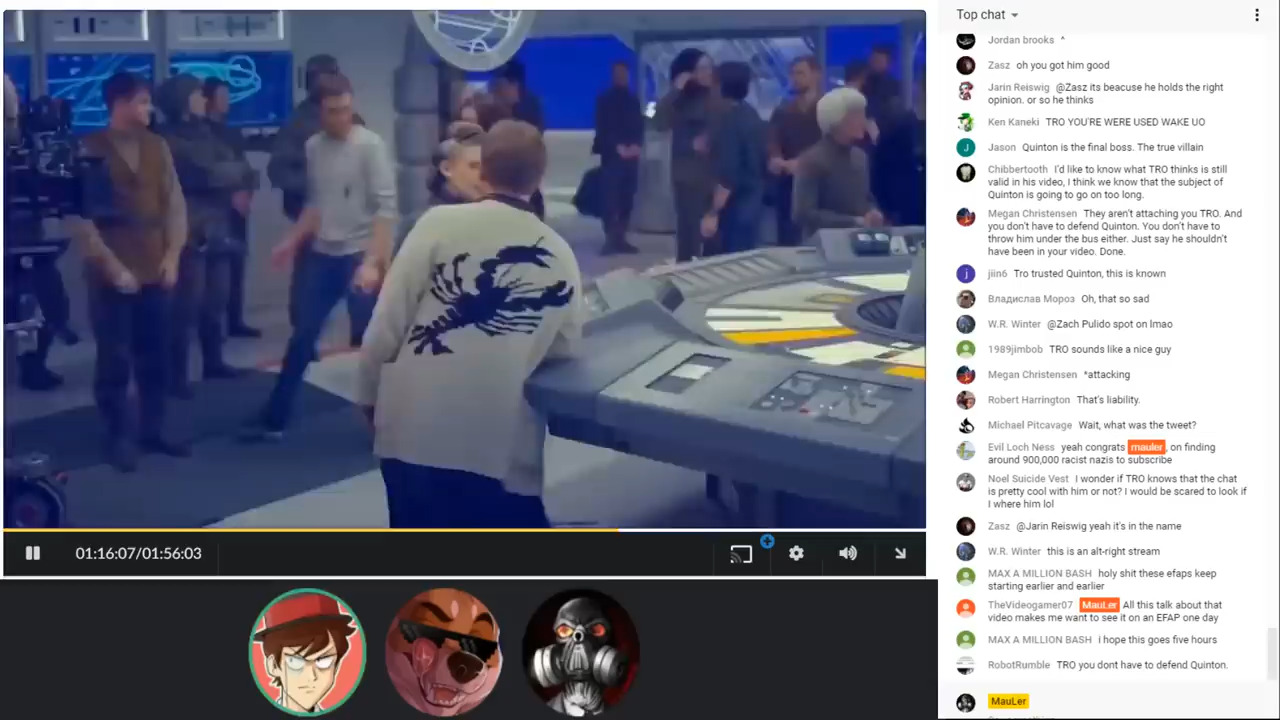 Top chat
Jordan brooks ^
Zasz oh you got him good
Jarin Reiswig @Zasz its beacuse he holds the right
opinion. or so he thinks
Ken Kaneki TRO YOU'RE WERE USED WAKE UO
J Jason Quinton is the final boss. The true villain
Chibbertooth I'd like to know what TRO thinks is still
valid in his video, I think we know that the subject of
Quinton is going to go on too long.
Megan Christensen They aren't attaching you TRO. And
you don't have to defend Quinton. You don't have to
throw him under the bus either. Just say he shouldn't
have been in your video. Done.
j jiin6 Tro trusted Quinton, this is known
Владислав Мороз Oh, that so sad
W.R. Winter @Zach Pulido spot on lmao
1989jimbob TRO sounds like a nice guy
Megan Christensen *attacking
Robert Harrington That's liability.
Michael Pitcavage Wait, what was the tweet?
Evil Loch Ness yeah congrats mauler, on finding
around 900,000 racist nazis to subscribe
Noel Suicide Vest I wonder if TRO knows that the chat
is pretty cool with him or not? I would be scared to look if
I where him lol
Zasz @Jarin Reiswig yeah it's in the name
W.R. Winter this is an alt-right stream
MAX A MILLION BASH holy shit these efaps keep
starting earlier and earlier
TheVideogamer07 MauLer All this talk about that
video makes me want to see it on an EFAP one day
MAX A MILLION BASH i hope this goes five hours
RobotRumble TRO you dont have to defend Quinton.
MauLer
01:16:07/01:56:03